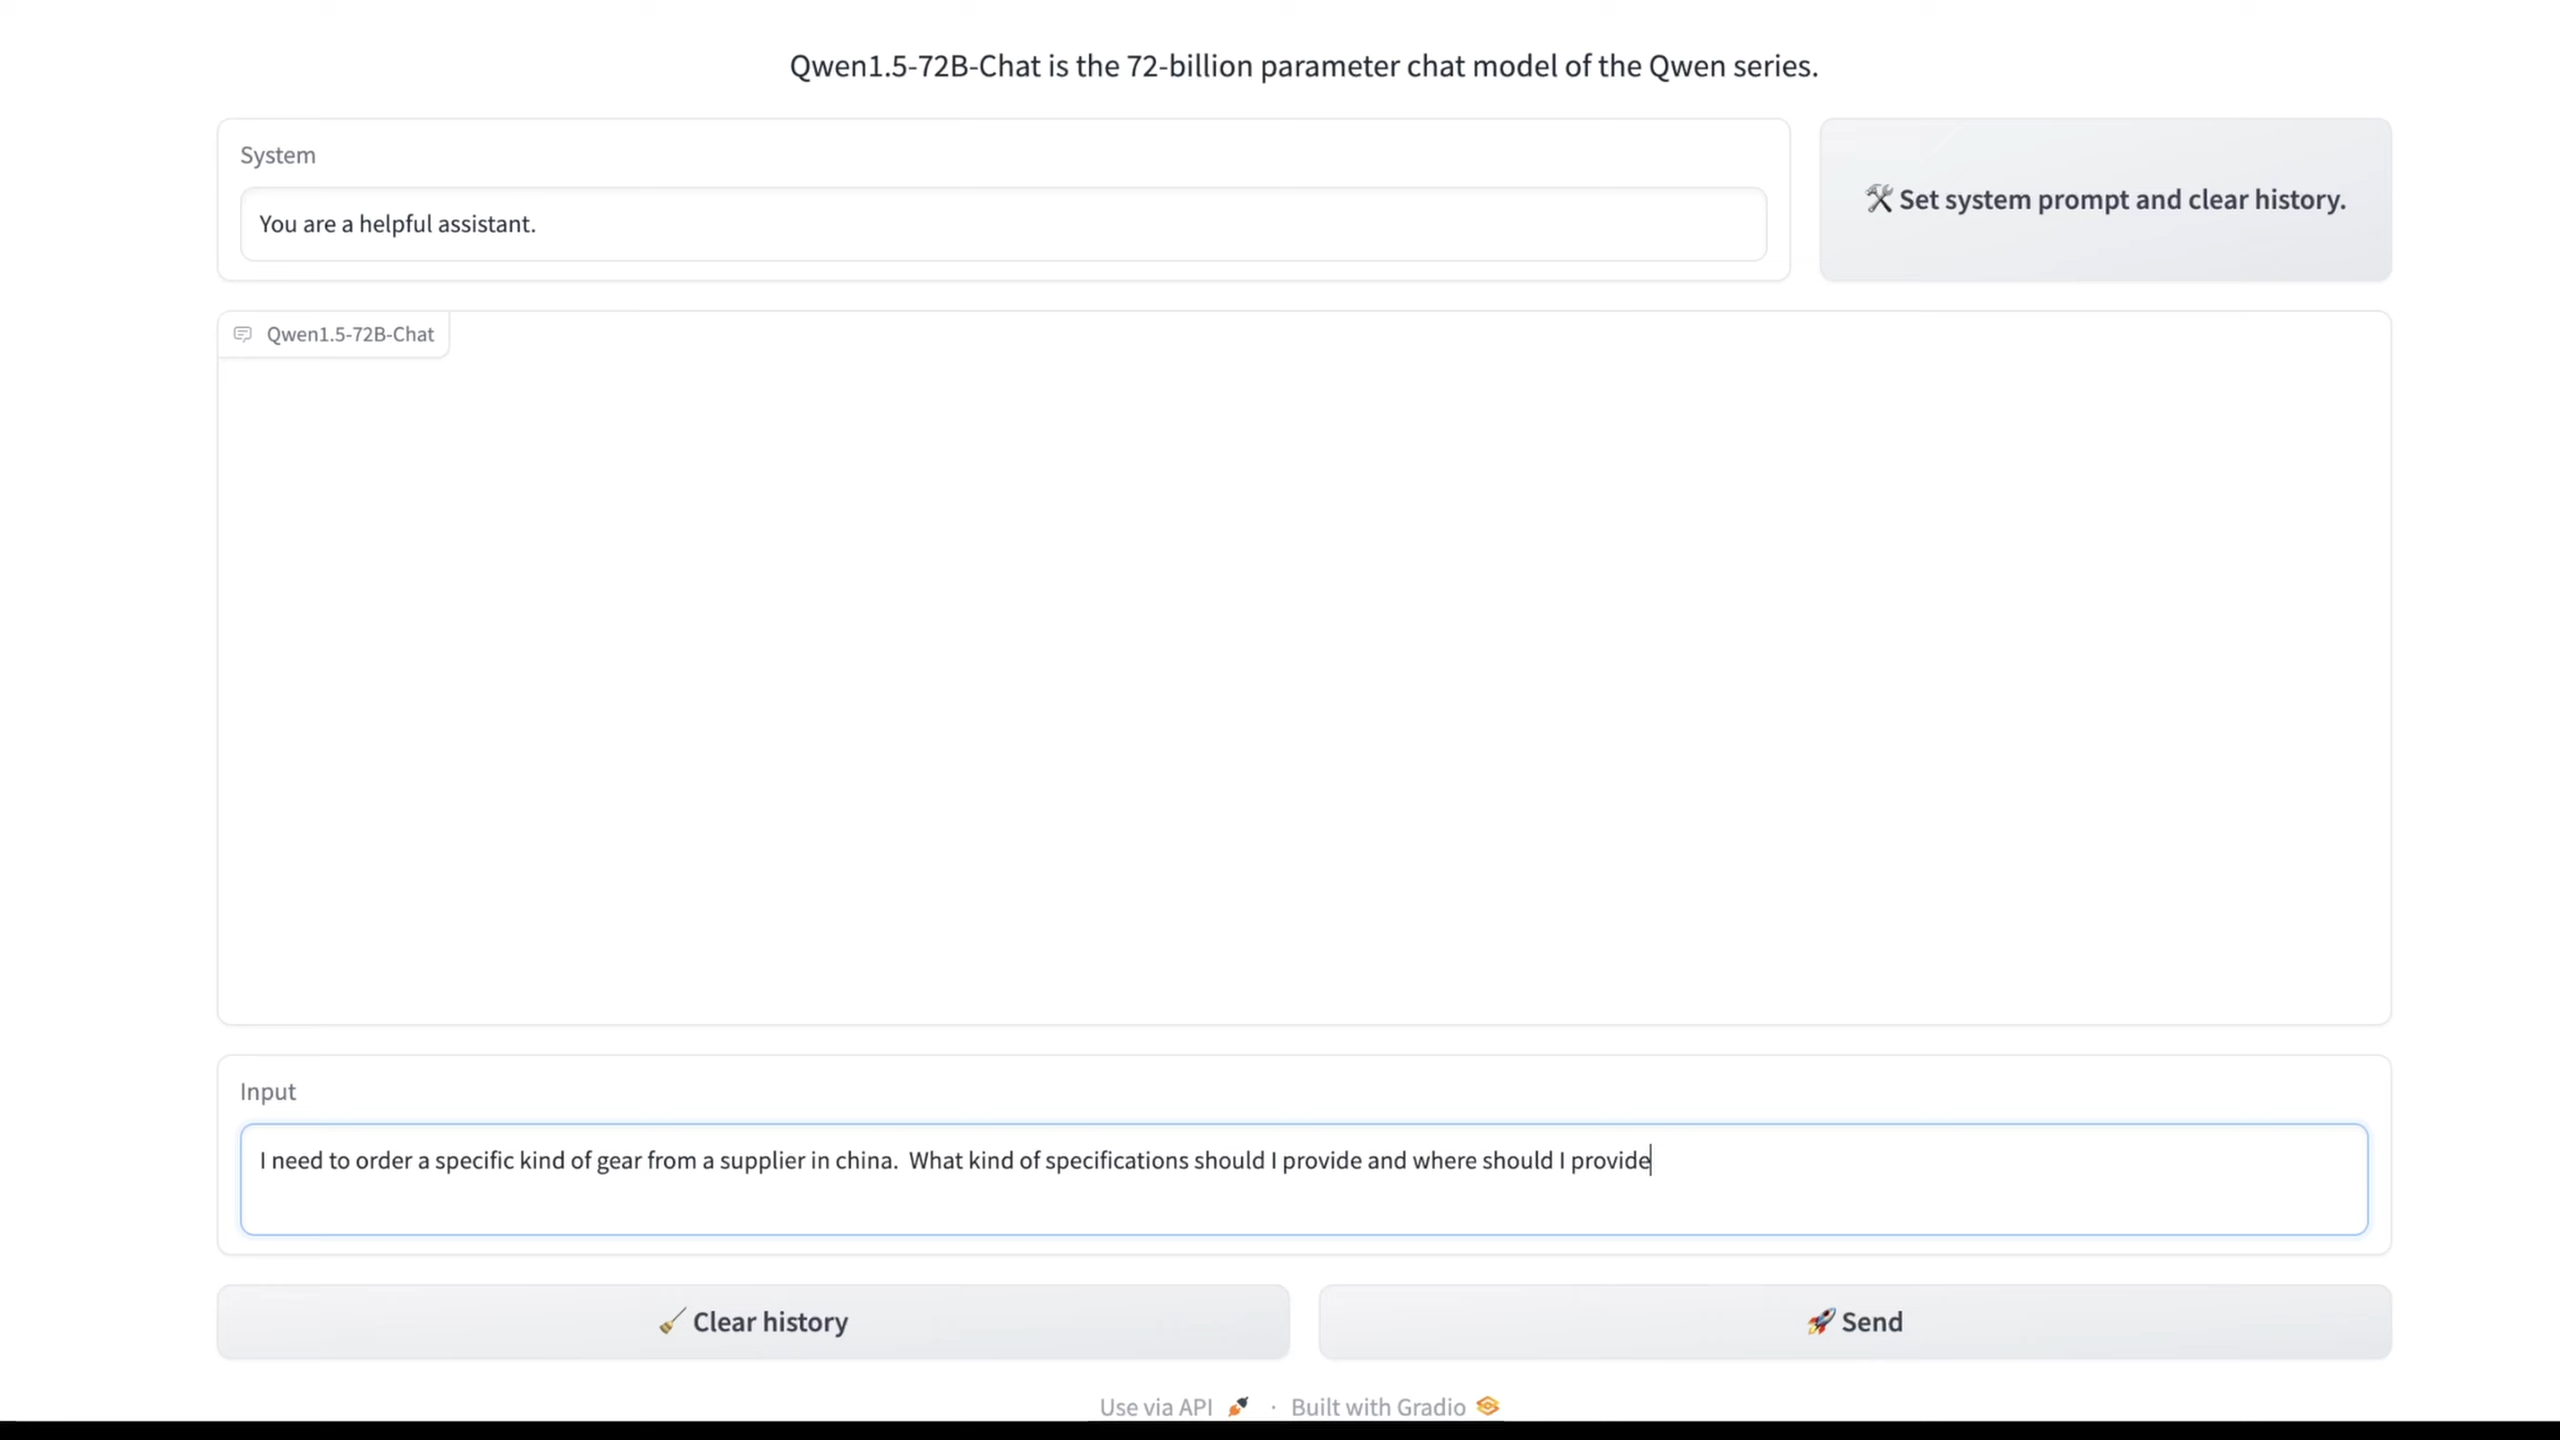 Qwen1.5-72B-Chat is the 72-billion parameter chat model of the Qwen series.
System
You are a helpful assistant.
🛠 Set system prompt and clear history.
Qwen1.5-72B-Chat
Input
I need to order a specific kind of gear from a supplier in china.  What kind of specifications should I provide and where should I provide
🧹 Clear history
🚀 Send
Use via API 🚀 · Built with Gradio